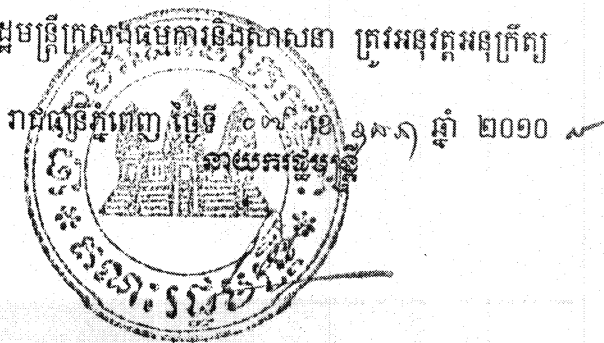 ដ្ឋមន្ត្រីក្រសួងធម្មការនិងសាសនា ត្រូវអនុវត្តអនុក្រឹត្យ
រាជធានីភ្នំពេញ ថ្ងៃទី ខែ ឆ្នាំ ២០១០
នាយករដ្ឋមន្ត្រី